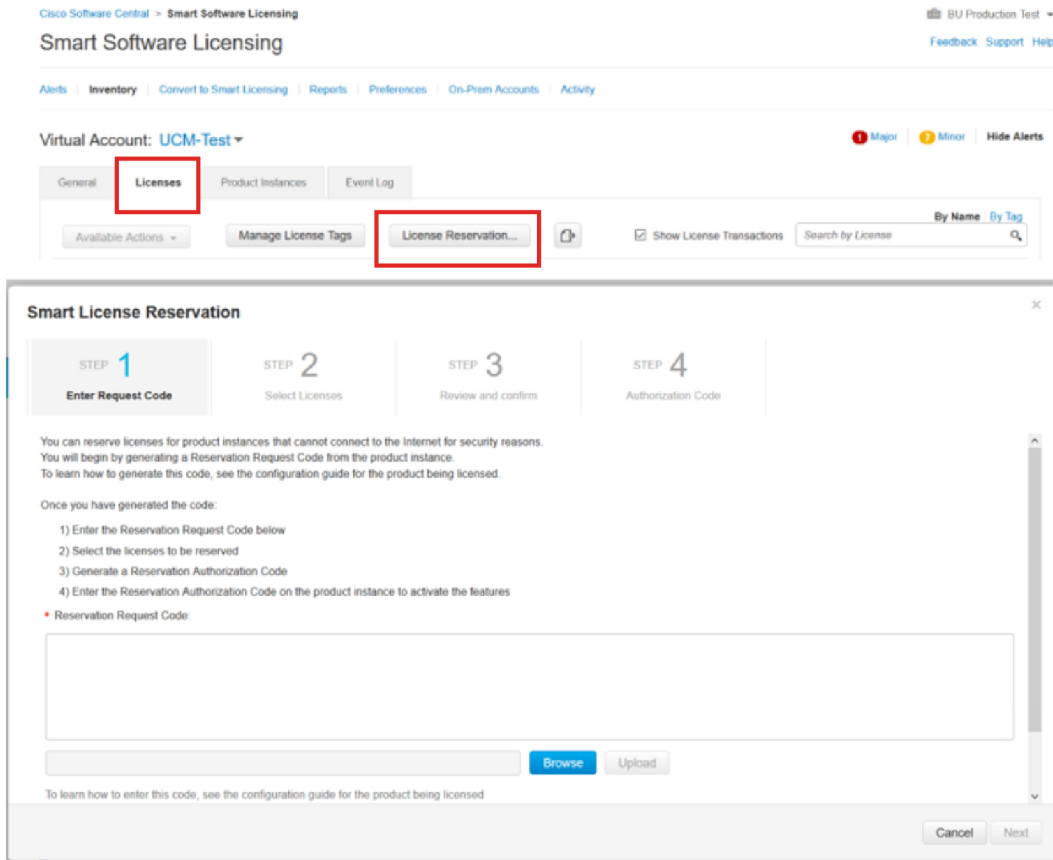 Cisco Software Central > Smart Software Licensing
BU Production Test
Smart Software Licensing
Feedback Support Help
Alerts Inventory Convert to Smart Licensing Reports Preferences On-Prem Accounts Activity
Virtual Account: UCM-Test
1 Major
Minor
Hide Alerts
General Licenses Product Instances Event Log
By Name By Tag
Available Actions
Manage License Tags
License Reservation...
Show License Transactions
Search by License
Smart License Reservation
STEP 1 STEP 2 STEP 3 STEP 4
Enter Request Code Select Licenses Review and confirm Authorization Code
You can reserve licenses for product instances that cannot connect to the Internet for security reasons.
You will begin by generating a Reservation Request Code from the product instance.
To learn how to generate this code, see the configuration guide for the product being licensed.
Once you have generated the code:
1) Enter the Reservation Request Code below
2) Select the licenses to be reserved
3) Generate a Reservation Authorization Code
4) Enter the Reservation Authorization Code on the product instance to activate the features
* Reservation Request Code:
Browse Upload
To learn how to enter this code, see the configuration guide for the product being licensed
Cancel Next